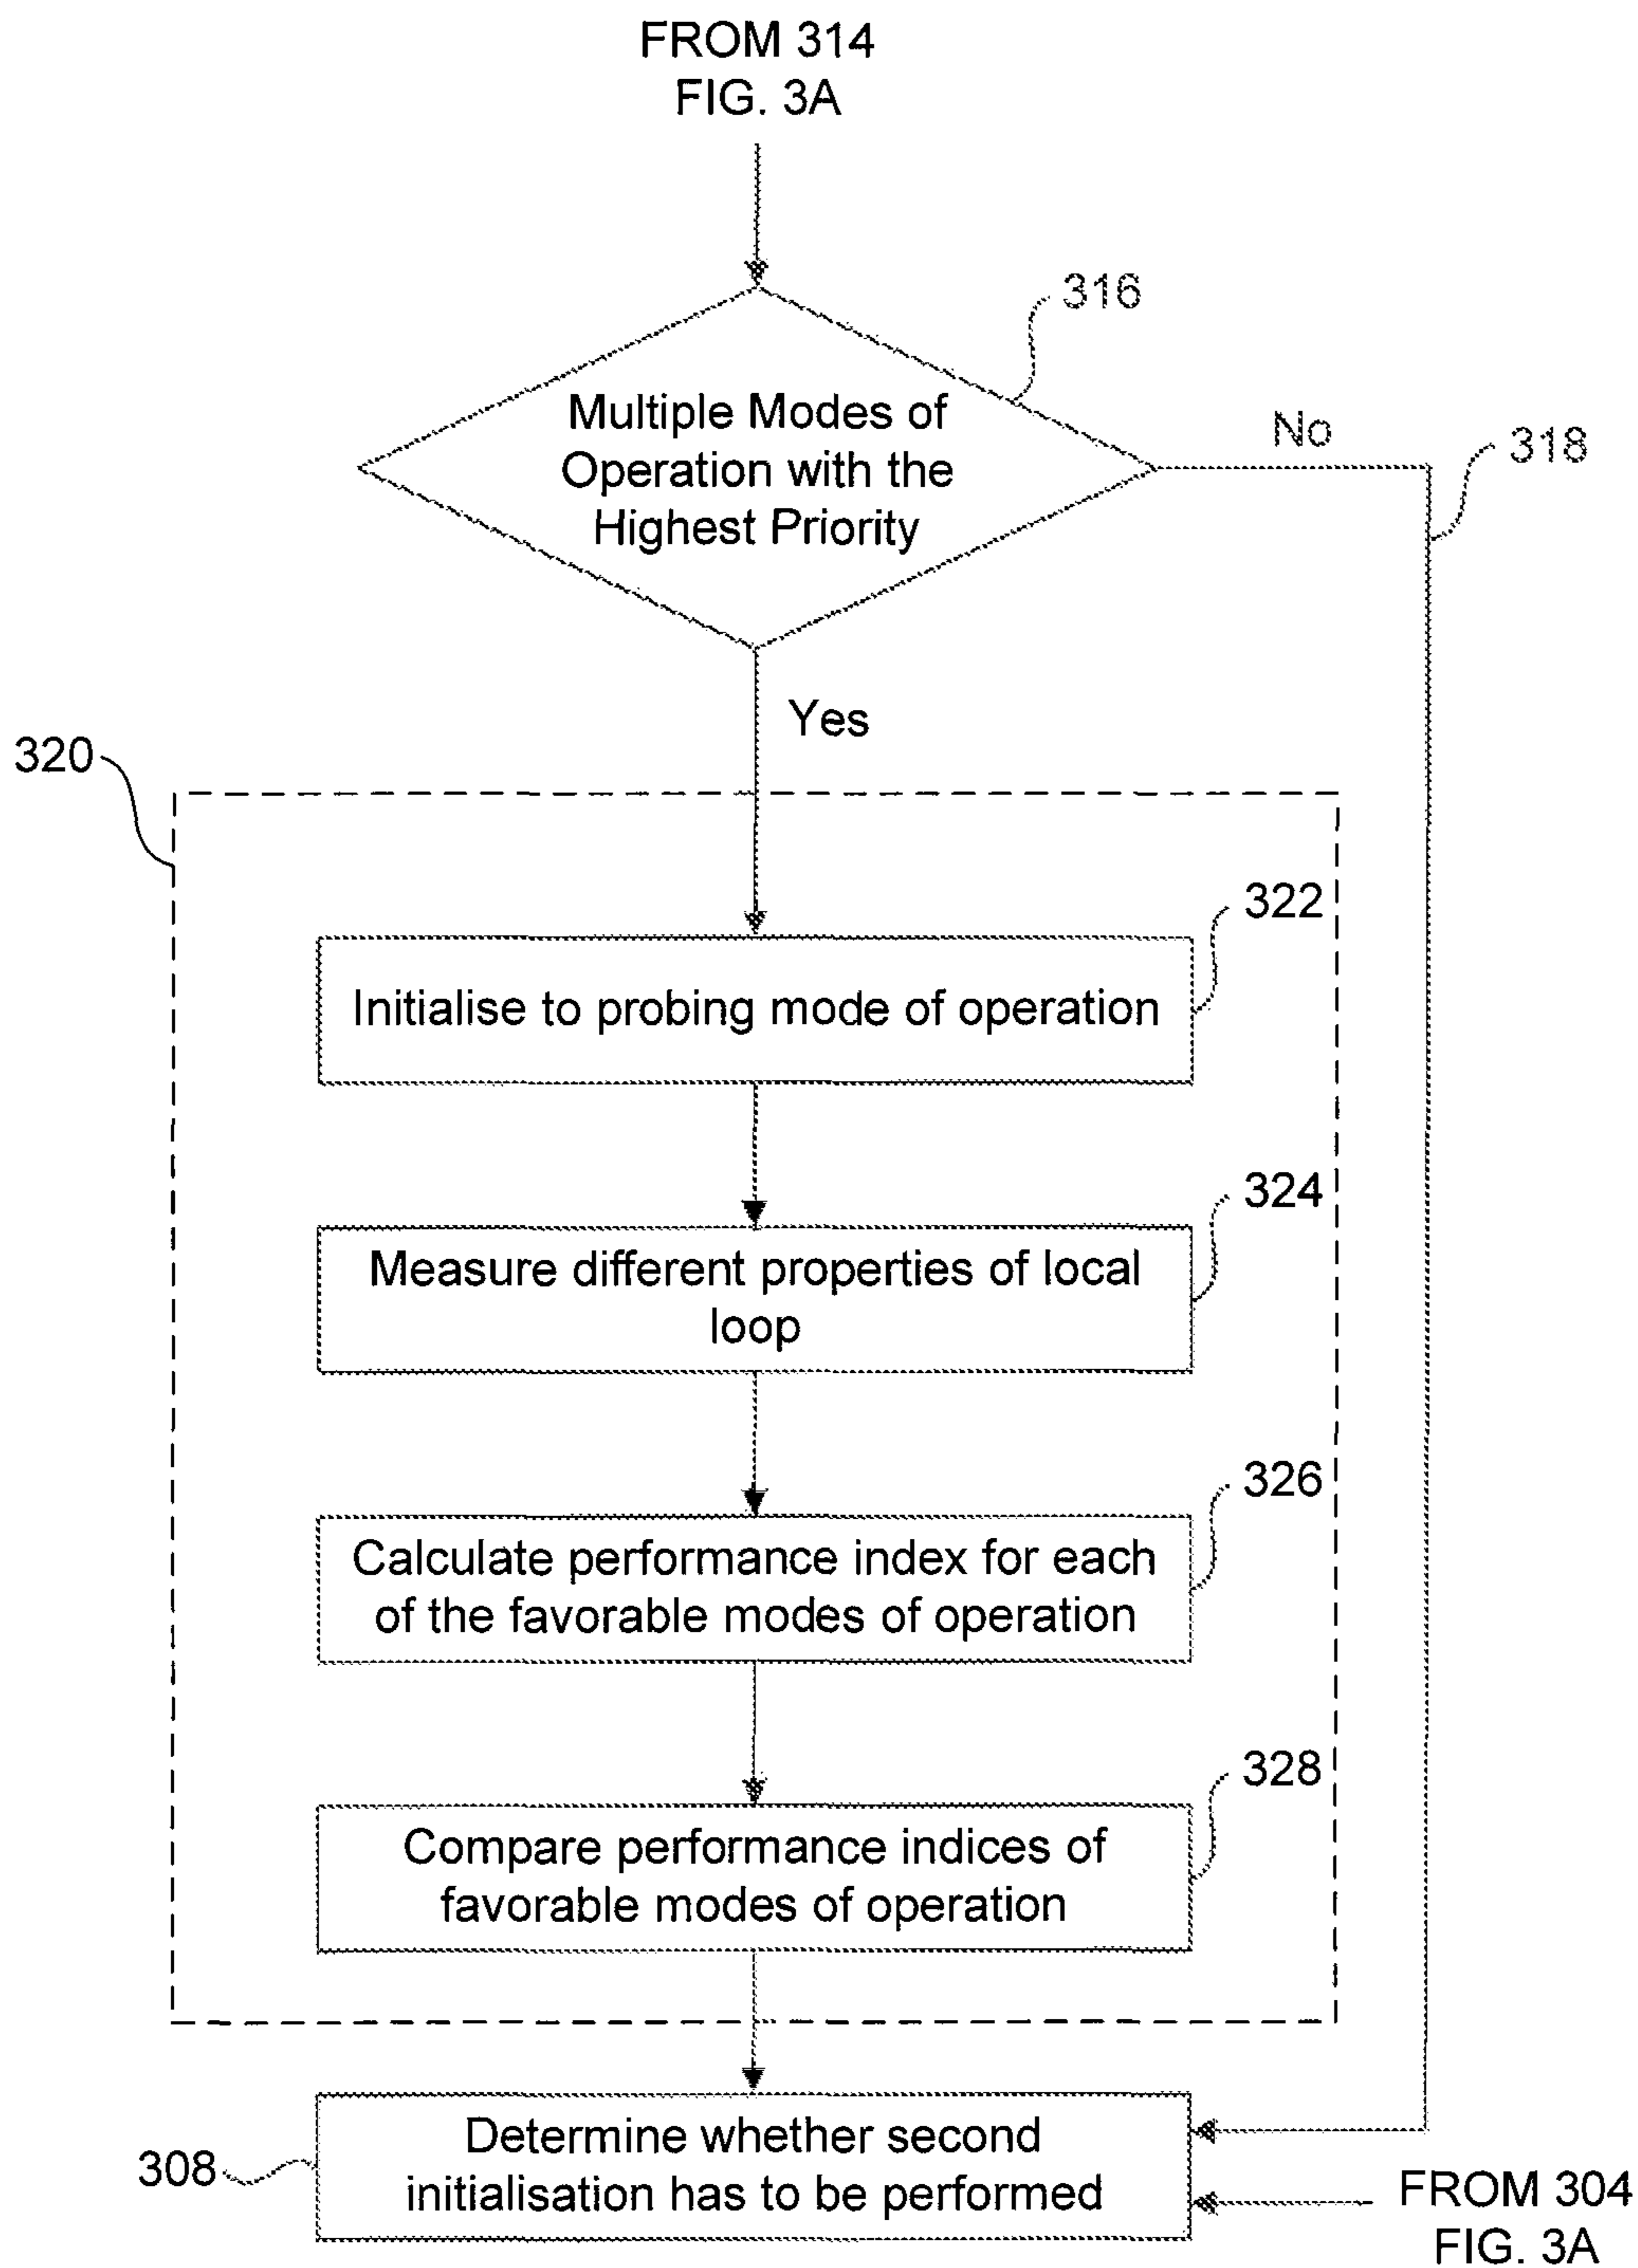 FROM 314
FIG. 3A
316
Multiple Modes of
Operation with the
Highest Priority
No
318
Yes
320
322
Initialise to probing mode of operation
324
Measure different properties of local
loop
326
Calculate performance index for each
of the favorable modes of operation
328
Compare performance indices of
favorable modes of operation
308
Determine whether second
initialisation has to be performed
FROM 304
FIG. 3A